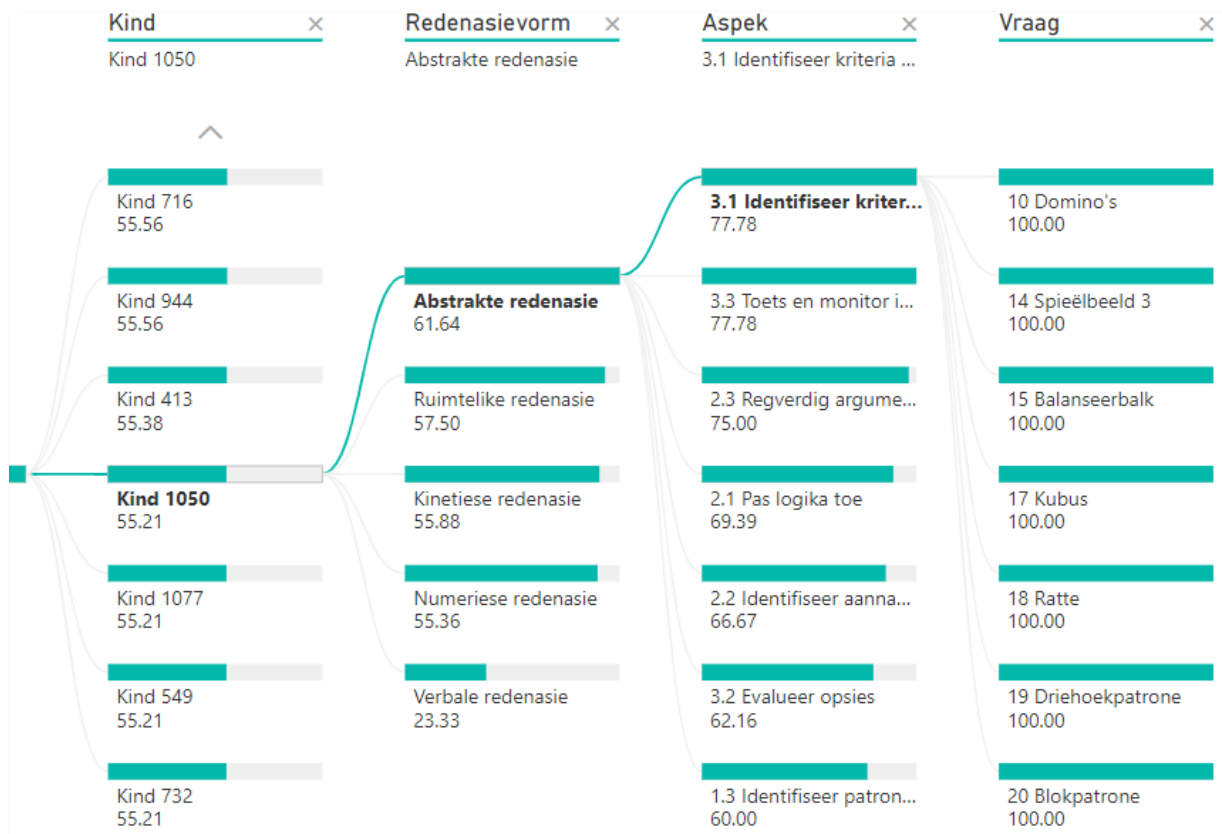 Kind ×
Redenasievorm ×
Aspek ×
Vraag ×
Kind 1050
Abstrakte redenasie
3.1 Identifiseer kriteria ...
Kind 716
55.56
Kind 944
55.56
Kind 413
55.38
Kind 1050
55.21
Kind 1077
55.21
Kind 549
55.21
Kind 732
55.21
Abstrakte redenasie
61.64
Ruimtelike redenasie
57.50
Kinetiese redenasie
55.88
Numeriese redenasie
55.36
Verbale redenasie
23.33
3.1 Identifiseer kriter...
77.78
3.3 Toets en monitor i...
77.78
2.3 Regverdig argume...
75.00
2.1 Pas logika toe
69.39
2.2 Identifiseer aanna...
66.67
3.2 Evalueer opsies
62.16
1.3 Identifiseer patron...
60.00
10 Domino's
100.00
14 Spieëlbeeld 3
100.00
15 Balanseerbalk
100.00
17 Kubus
100.00
18 Ratte
100.00
19 Driehoekpatrone
100.00
20 Blokpatrone
100.00